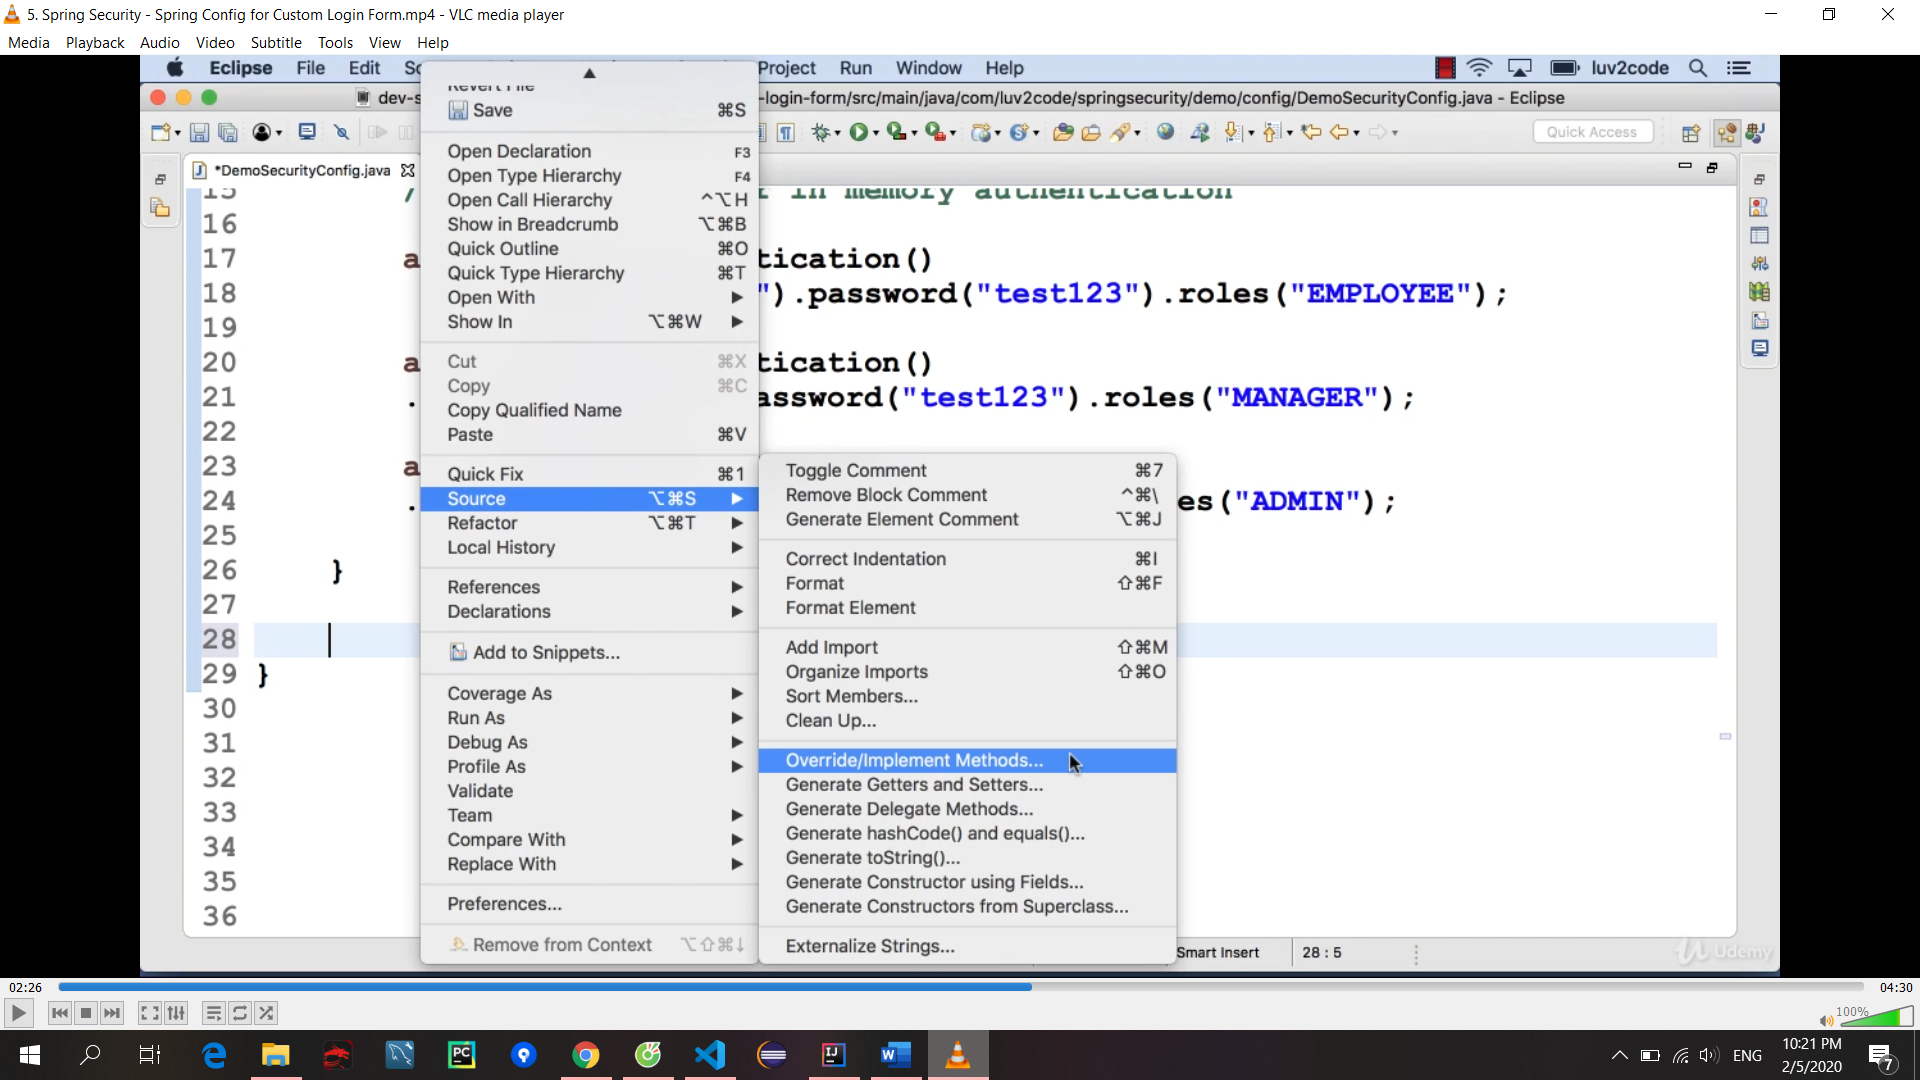 5. Spring Security - Spring Config for Custom Login Form.mp4 - VLC media player
Media Playback Audio Video Subtitle Tools View Help
Eclipse File Edit Project Run Window Help luv2code
-login-form/src/main/java/com/luv2code/springsecurity/demo/config/DemoSecurityConfig.java - Eclipse
Quick Access
*DemoSecurityConfig.java
15 in memory authentication
16
17 a tication()
18 ").password("test123").roles("EMPLOYEE");
19
20 a tication()
21 . assword("test123").roles("MANAGER");
22
23 a
24 . es("ADMIN");
25
26 }
27
28
29 }
30
31
32
33
34
35
36
Revert File
Save ⌘S
Open Declaration F3
Open Type Hierarchy F4
Open Call Hierarchy ^⌥H
Show in Breadcrumb ⌥⌘B
Quick Outline ⌘O
Quick Type Hierarchy ⌘T
Open With
Show In ⌥⌘W
Cut ⌘X
Copy ⌘C
Copy Qualified Name
Paste ⌘V
Quick Fix ⌘1
Source ⌥⌘S
Refactor ⌥⌘T
Local History
References
Declarations
Add to Snippets...
Coverage As
Run As
Debug As
Profile As
Validate
Team
Compare With
Replace With
Preferences...
Remove from Context ⌥⇧⌘↓
Toggle Comment ⌘7
Remove Block Comment ^⌘\
Generate Element Comment ⌥⌘J
Correct Indentation ⌘I
Format ⇧⌘F
Format Element
Add Import ⇧⌘M
Organize Imports ⇧⌘O
Sort Members...
Clean Up...
Override/Implement Methods...
Generate Getters and Setters...
Generate Delegate Methods...
Generate hashCode() and equals()...
Generate toString()...
Generate Constructor using Fields...
Generate Constructors from Superclass...
Externalize Strings...
Smart Insert 28 : 5
Udemy
02:26 04:30
100%
ENG 10:21 PM
2/5/2020
7